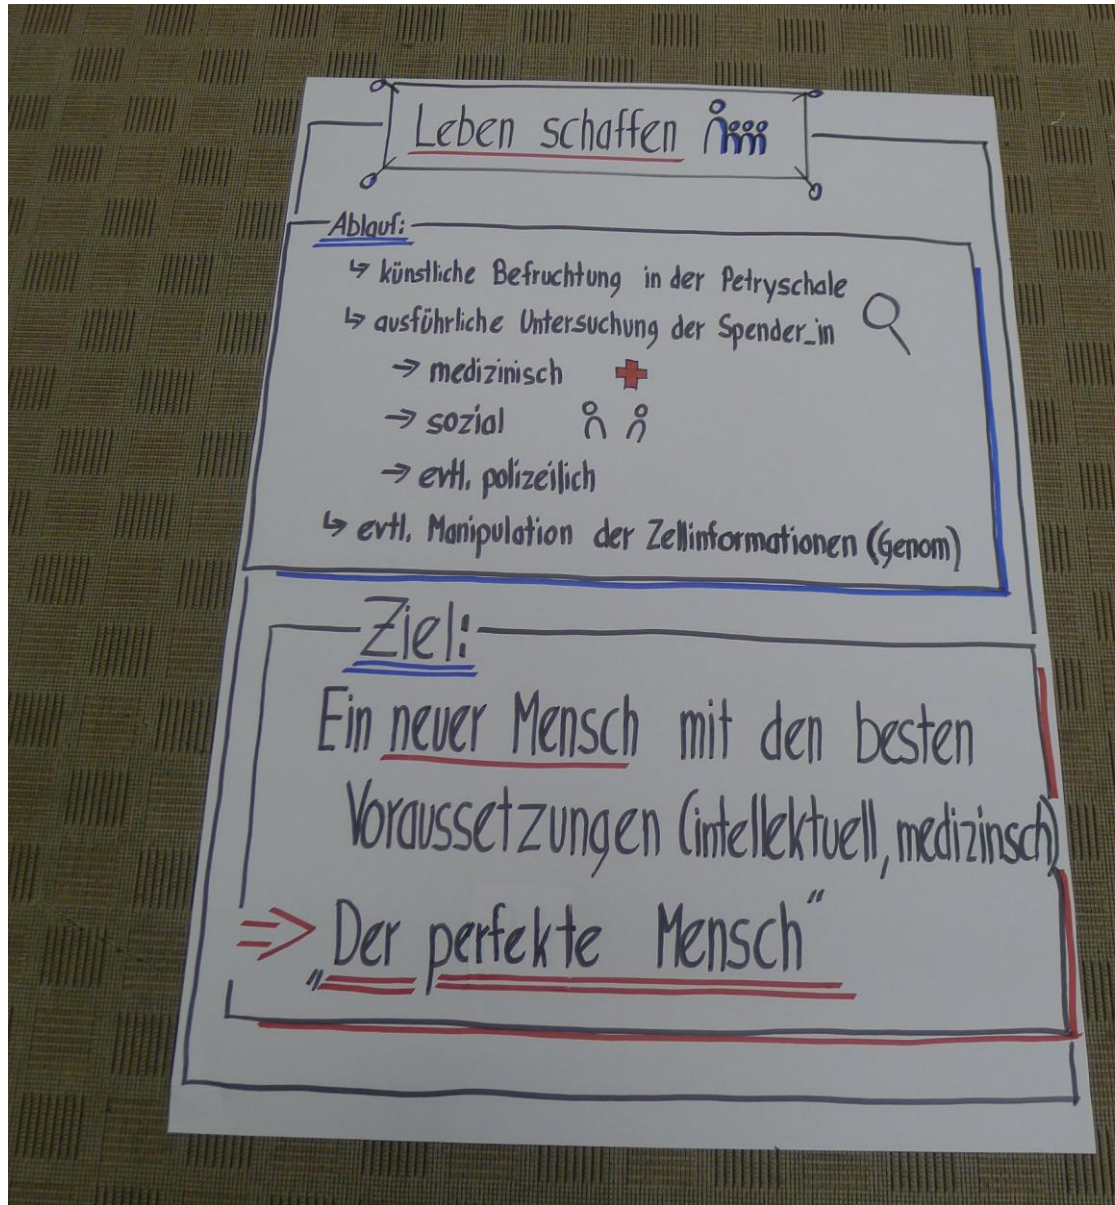 Leben schaffen
Ablauf:
↳ künstliche Befruchtung in der Petryschale
↳ ausführliche Untersuchung der Spender_in
→ medizinisch
→ sozial
→ evtl. polizeilich
↳ evtl. Manipulation der Zellinformationen (Genom)
Ziel:
Ein neuer Mensch mit den besten
Voraussetzungen (intellektuell, medizinsch)
⇒ „Der perfekte Mensch“